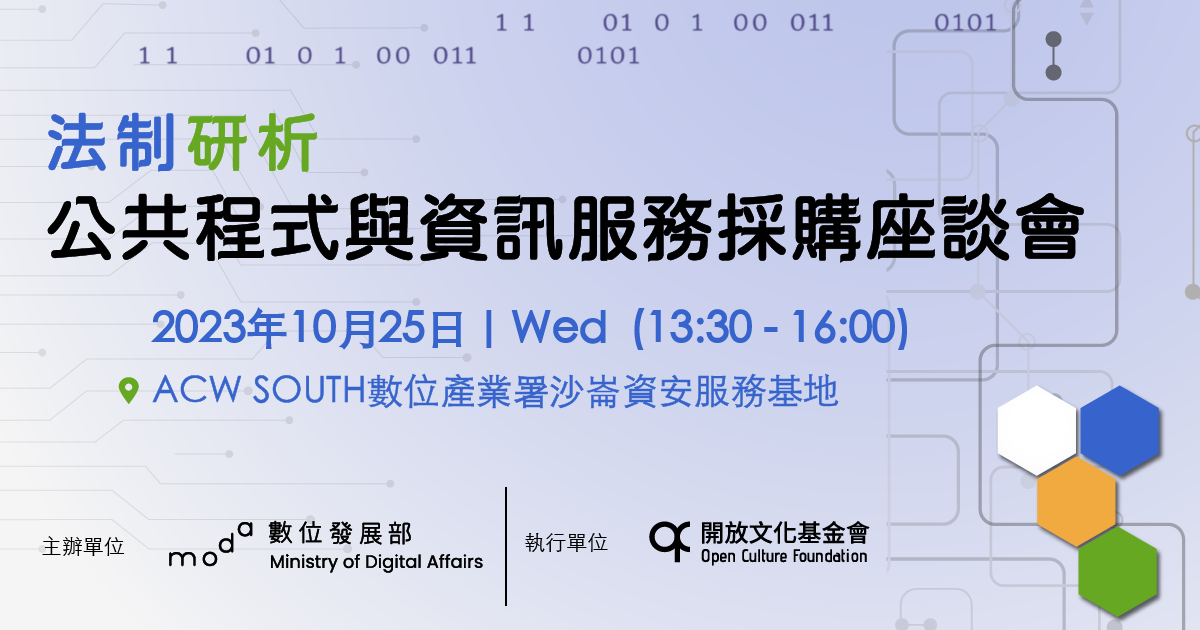 1 1 01 0 1 00 011 0101
1 1 01 0 1 00 011 0101
法制研析
公共程式與資訊服務採購座談會
2023年10月25日 | Wed (13:30 - 16:00)
ACW SOUTH數位產業署沙崙資安服務基地
主辦單位
moda
數位發展部
Ministry of Digital Affairs
執行單位
開放文化基金會
Open Culture Foundation